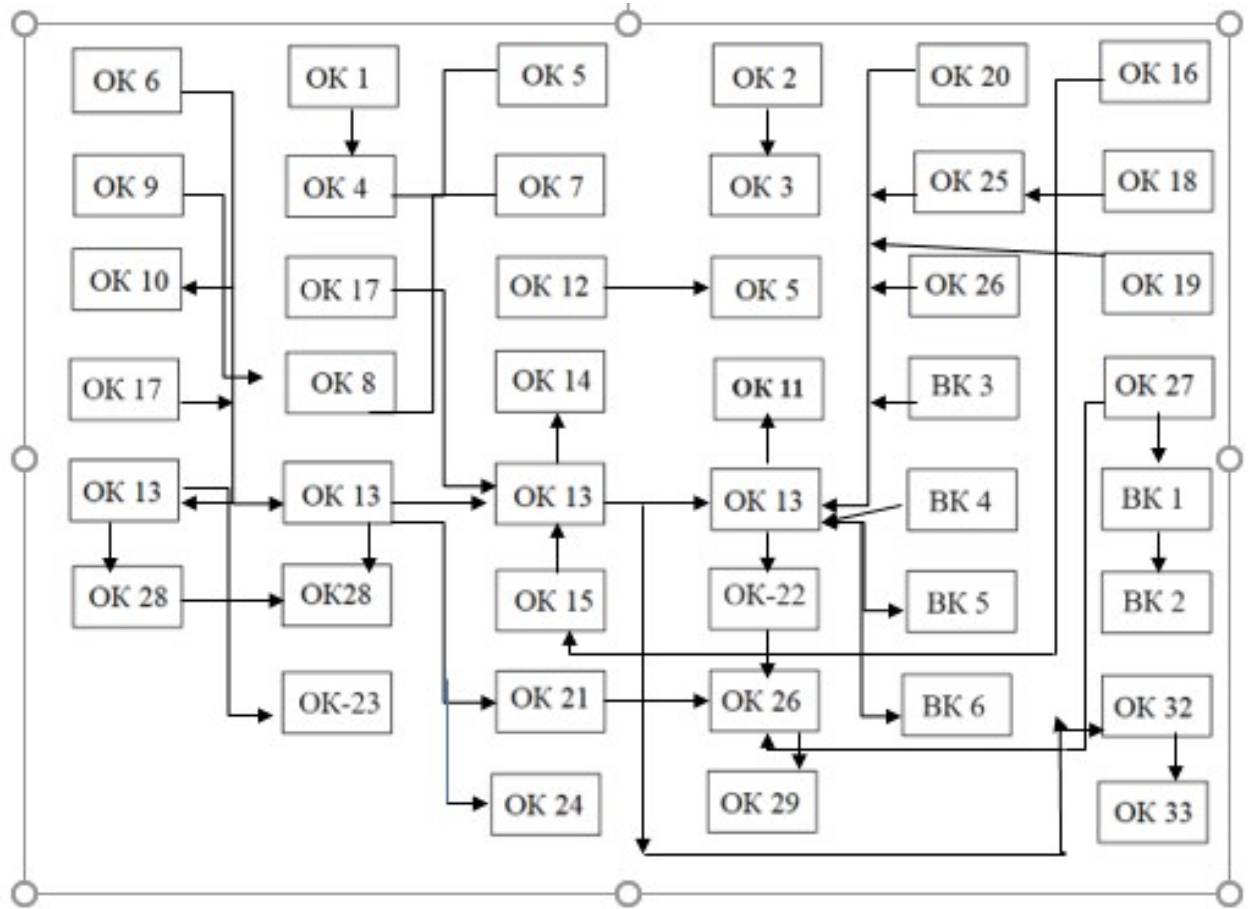 ОК 6
ОК 1
ОК 5
ОК 2
ОК 20
ОК 16
ОК 9
ОК 4
ОК 7
ОК 3
ОК 25
ОК 18
ОК 10
ОК 17
ОК 12
ОК 5
ОК 26
ОК 19
ОК 17
ОК 8
ОК 14
ОК 11
ВК 3
ОК 27
ОК 13
ОК 13
ОК 13
ОК 13
ВК 4
ВК 1
ОК 28
ОК28
ОК 15
ОК-22
ВК 5
ВК 2
ОК-23
ОК 21
ОК 26
ВК 6
ОК 32
ОК 24
ОК 29
ОК 33